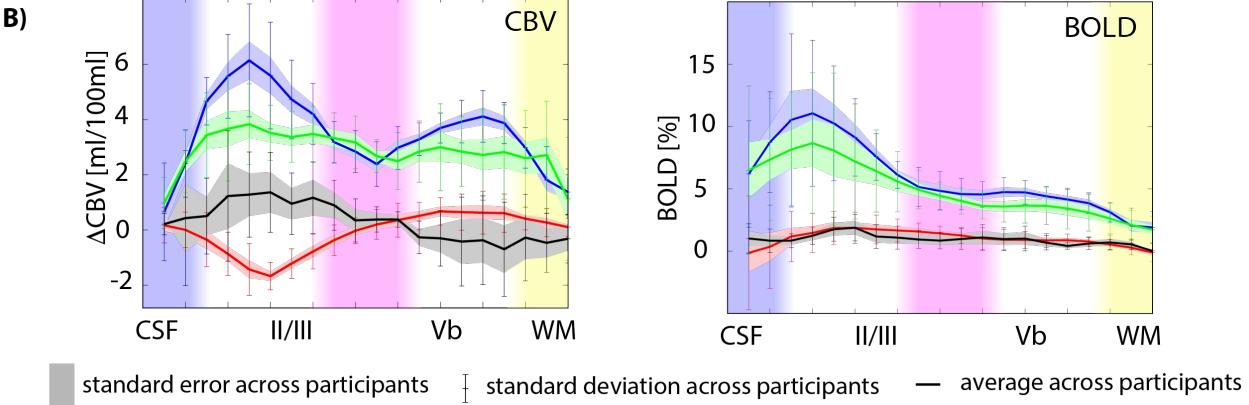 B)
CBV
ΔCBV [ml/100ml]
6
4
2
0
-2
CSF II/III Vb WM
BOLD
BOLD [%]
15
10
5
0
CSF II/III Vb WM
standard error across participants standard deviation across participants average across participants